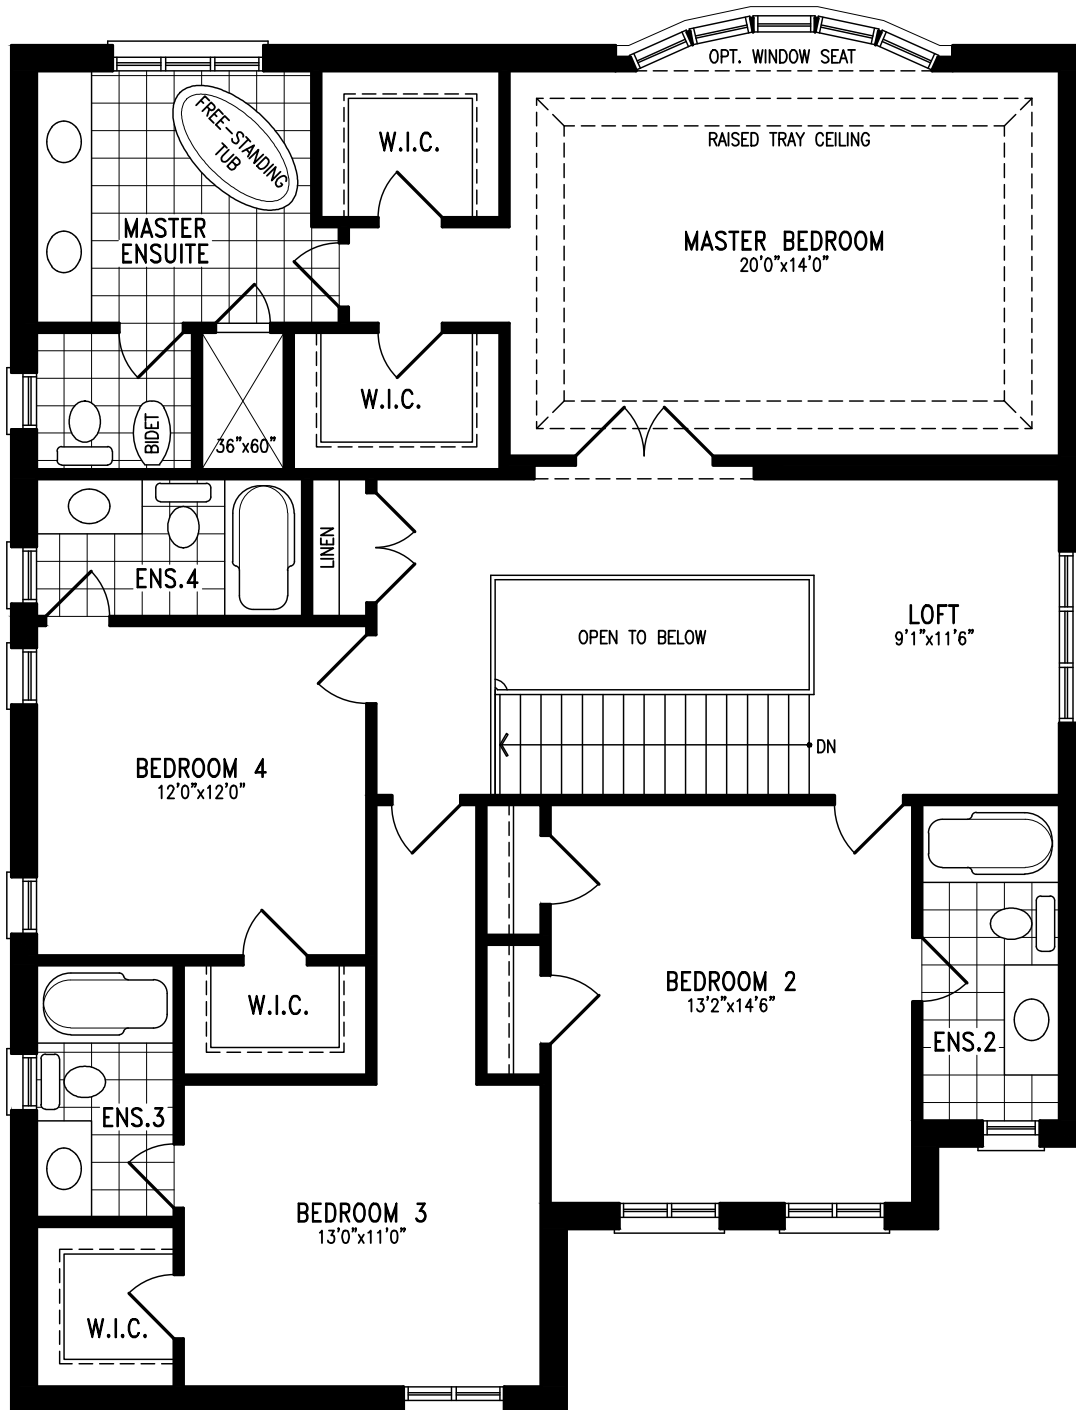 OPT. WINDOW SEAT
RAISED TRAY CEILING
FREE-STANDING
TUB
W.I.C.
MASTER
ENSUITE
MASTER BEDROOM
20'0"x14'0"
W.I.C.
BIDET
36"x60"
LINEN
ENS.4
OPEN TO BELOW
LOFT
9'1"x11'6"
DN
BEDROOM 4
12'0"x12'0"
W.I.C.
BEDROOM 2
13'2"x14'6"
ENS.2
ENS.3
BEDROOM 3
13'0"x11'0"
W.I.C.